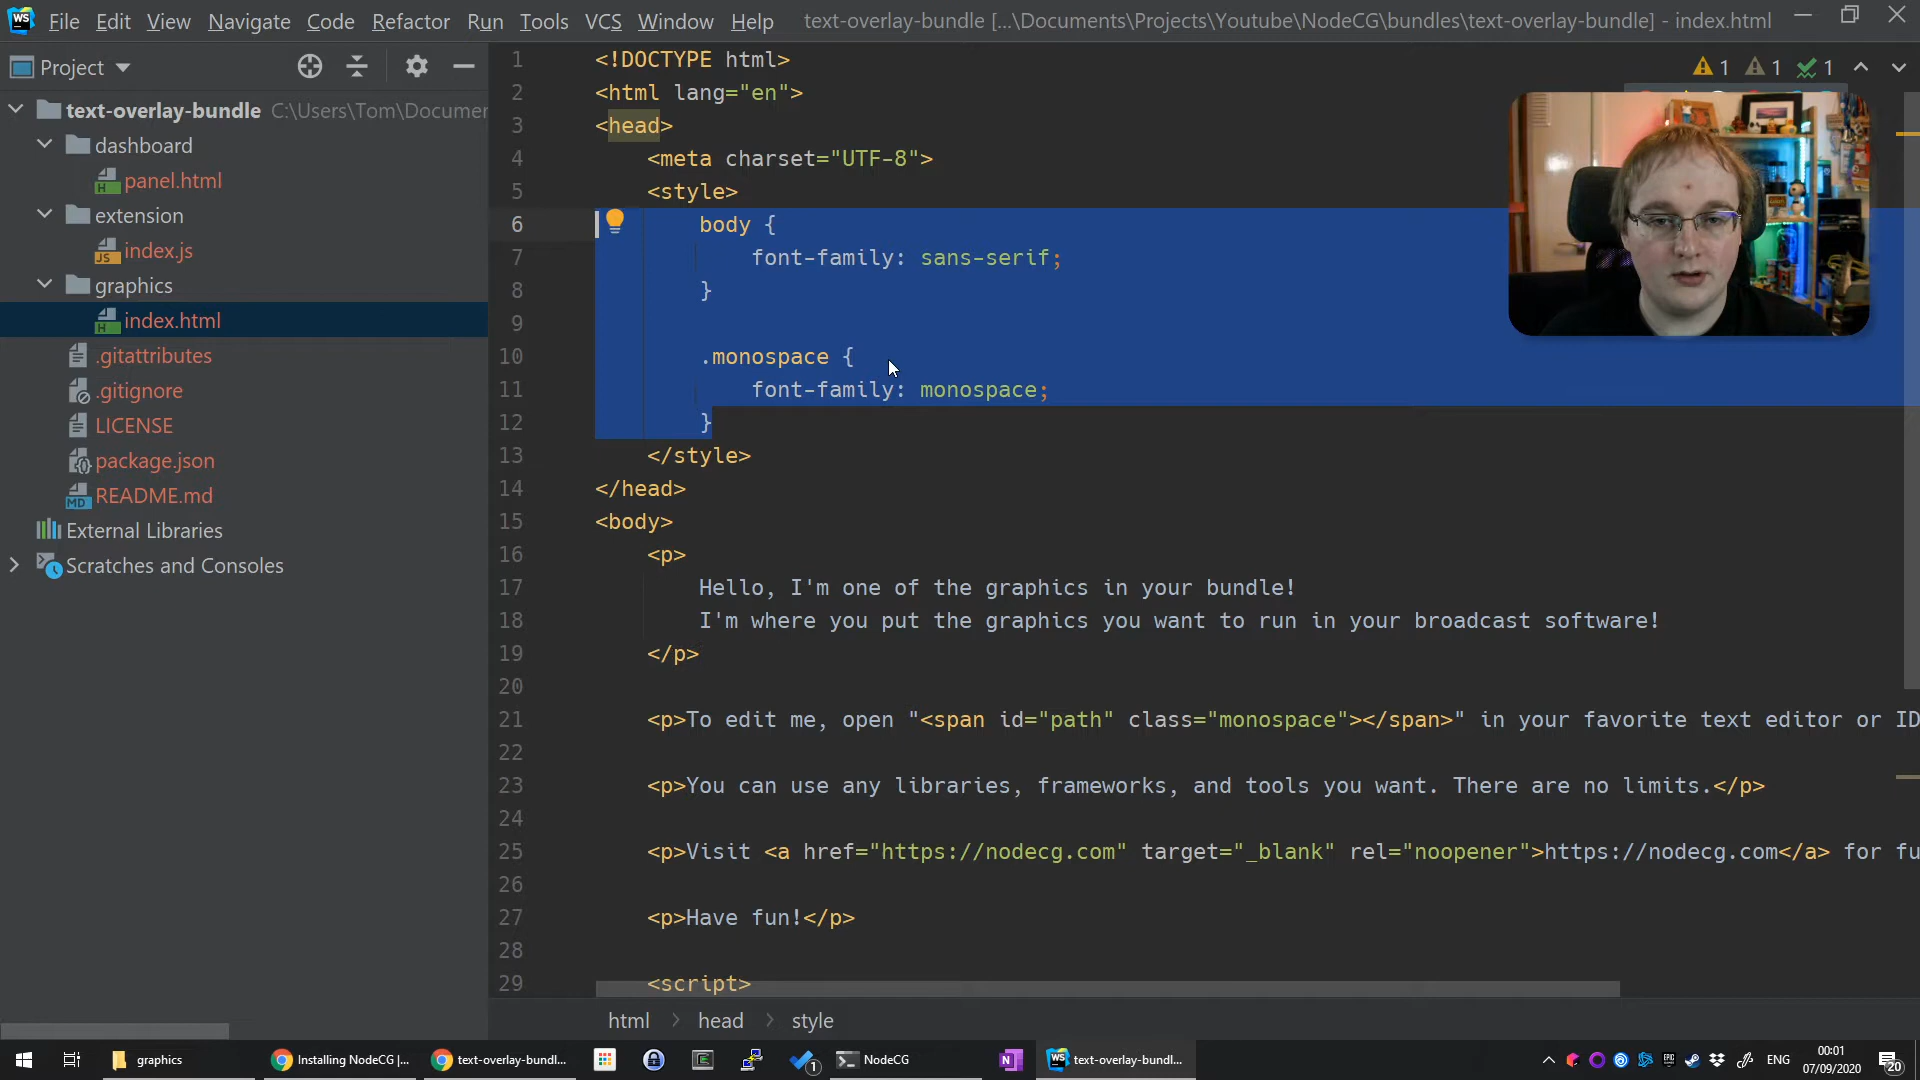 WS File Edit View Navigate Code Refactor Run Tools VCS Window Help text-overlay-bundle [...\Documents\Projects\Youtube\NodeCG\bundles\text-overlay-bundle] - index.html
Project
text-overlay-bundle C:\Users\Tom\Documer
dashboard
panel.html
extension
index.js
graphics
index.html
.gitattributes
.gitignore
LICENSE
package.json
README.md
External Libraries
Scratches and Consoles
1 1 1
1 <!DOCTYPE html>
2 <html lang="en">
3 <head>
4 <meta charset="UTF-8">
5 <style>
6 body {
7 font-family: sans-serif;
8 }
9
10 .monospace {
11 font-family: monospace;
12 }
13 </style>
14 </head>
15 <body>
16 <p>
17 Hello, I'm one of the graphics in your bundle!
18 I'm where you put the graphics you want to run in your broadcast software!
19 </p>
20
21 <p>To edit me, open "<span id="path" class="monospace"></span>" in your favorite text editor or ID
22
23 <p>You can use any libraries, frameworks, and tools you want. There are no limits.</p>
24
25 <p>Visit <a href="https://nodecg.com" target="_blank" rel="noopener">https://nodecg.com</a> for fu
26
27 <p>Have fun!</p>
28
29 <script>
html > head > style
graphics Installing NodeCG |... text-overlay-bundl... 1 NodeCG N WS text-overlay-bundl... ENG 00:01 07/09/2020 20